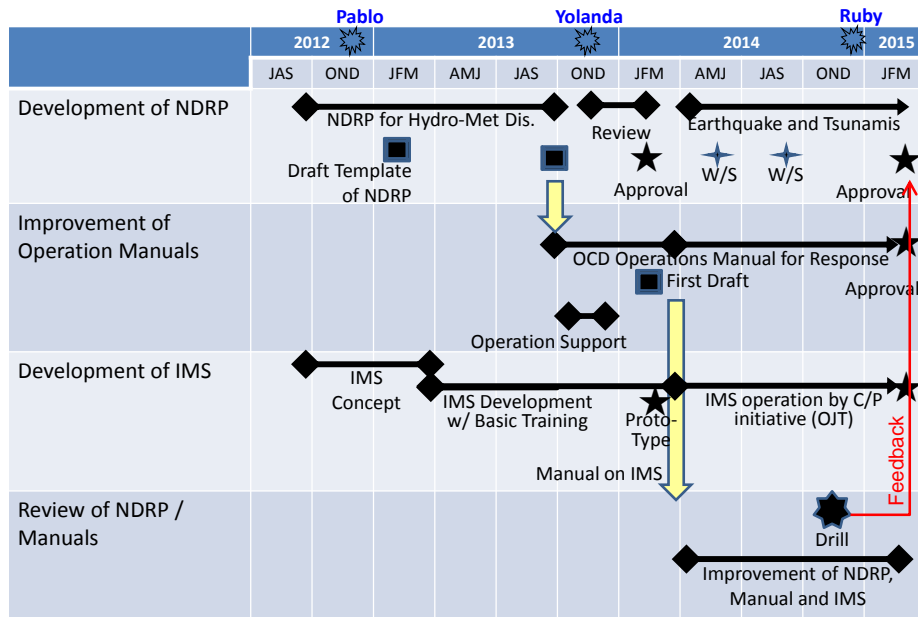 Pablo
Yolanda
Ruby
2012
2013
2014
2015
JAS
OND
JFM
AMJ
JAS
OND
JFM
AMJ
JAS
OND
JFM
Development of NDRP
NDRP for Hydro-Met Dis.
Review
Earthquake and Tsunamis
Draft Template
of NDRP
Approval
W/S
W/S
Approval
Improvement of
Operation Manuals
OCD Operations Manual for Response
First Draft
Approval
Operation Support
Development of IMS
IMS
Concept
IMS Development
w/ Basic Training
Proto-
Type
IMS operation by C/P
initiative (OJT)
Manual on IMS
Feedback
Review of NDRP /
Manuals
Drill
Improvement of NDRP,
Manual and IMS